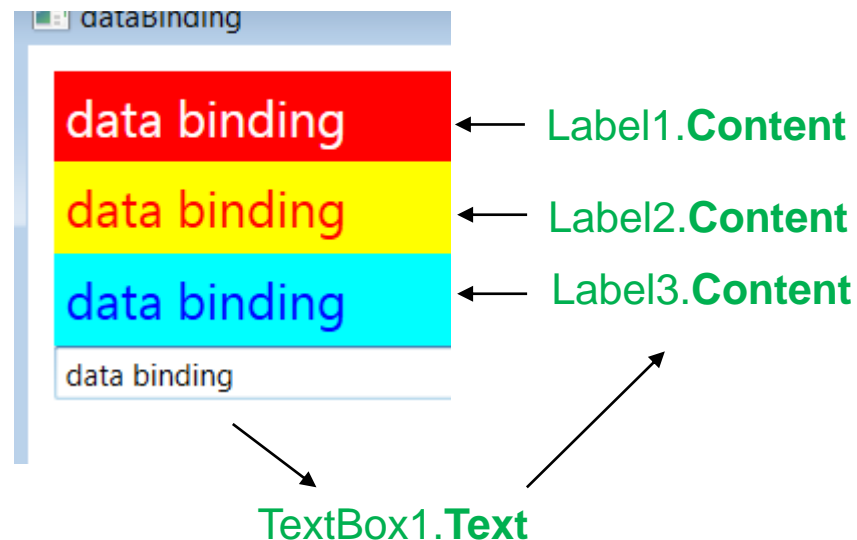 dataBinding
data binding
Label1.Content
data binding
Label2.Content
data binding
Label3.Content
data binding
TextBox1.Text